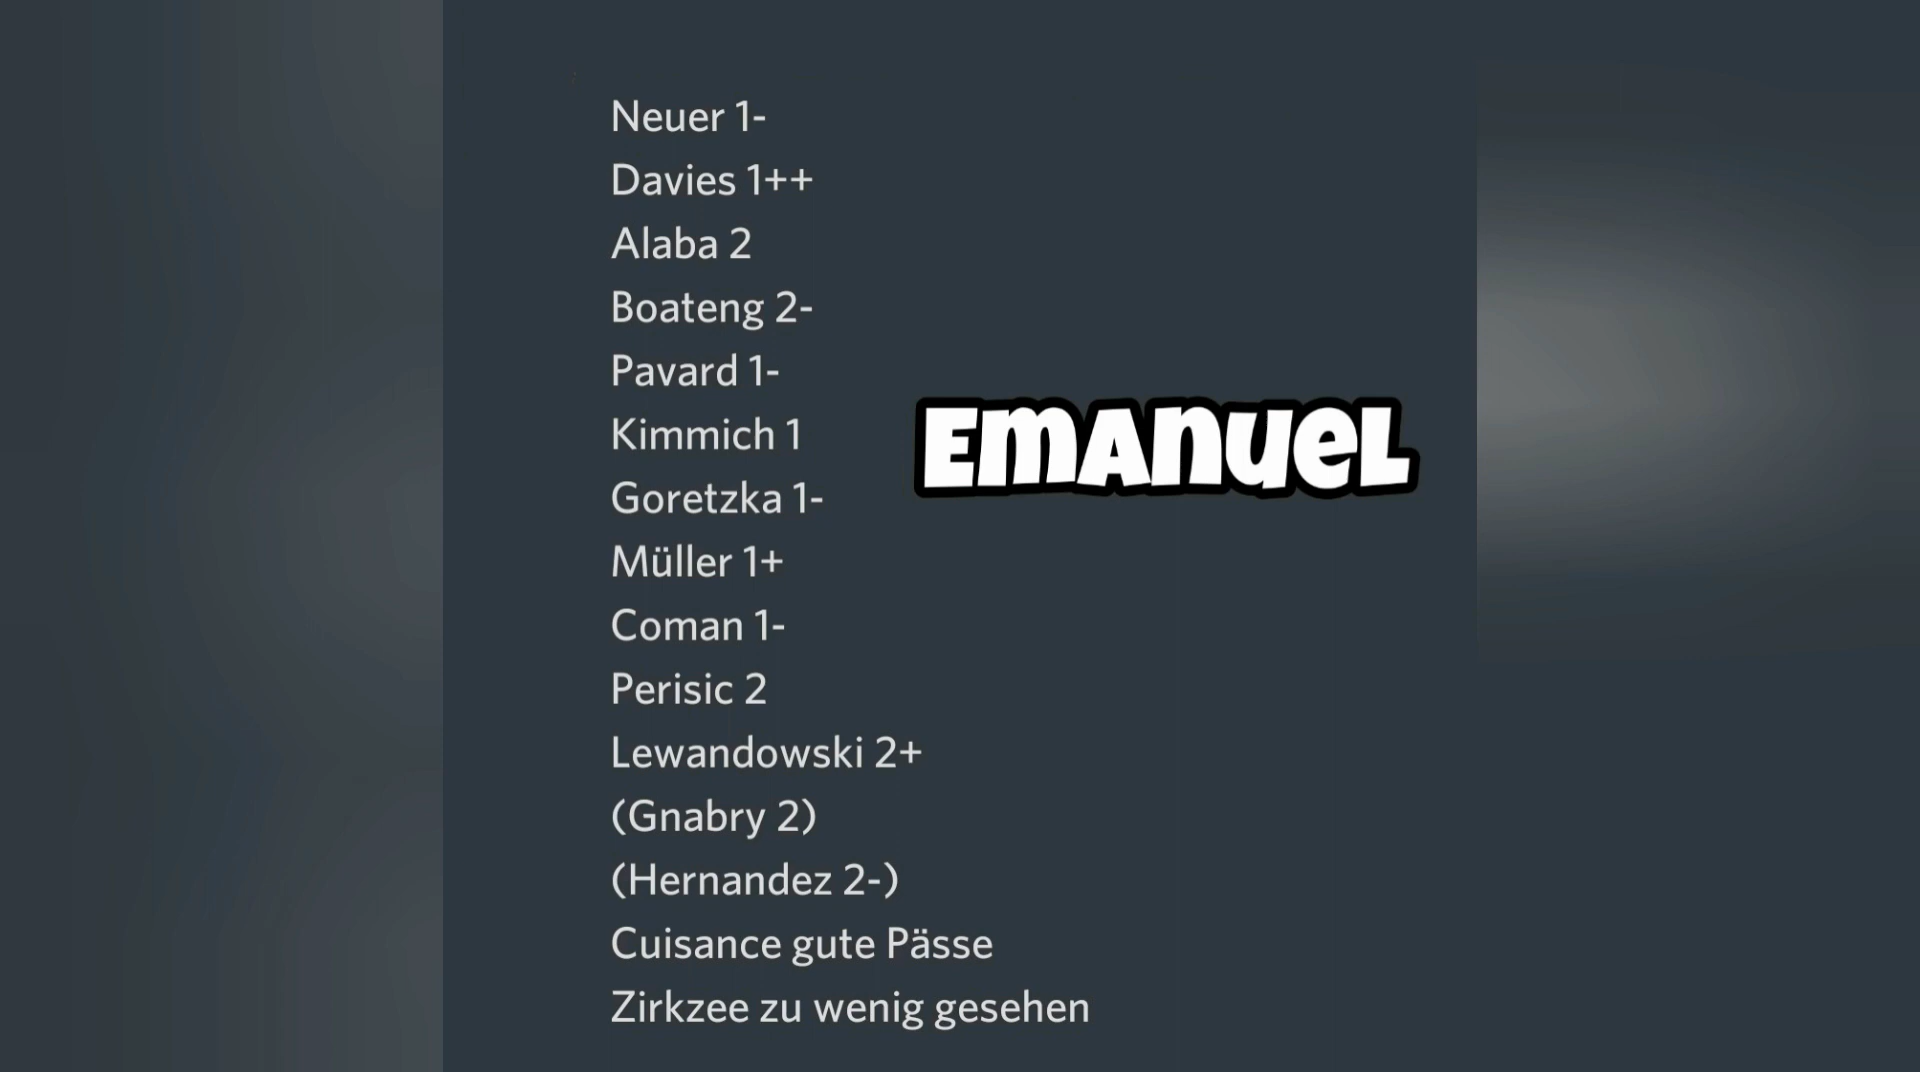 Neuer 1-
Davies 1++
Alaba 2
Boateng 2-
Pavard 1-
Kimmich 1
Goretzka 1-
Müller 1+
Coman 1-
Perisic 2
Lewandowski 2+
(Gnabry 2)
(Hernandez 2-)
Cuisance gute Pässe
Zirkzee zu wenig gesehen
Emanuel